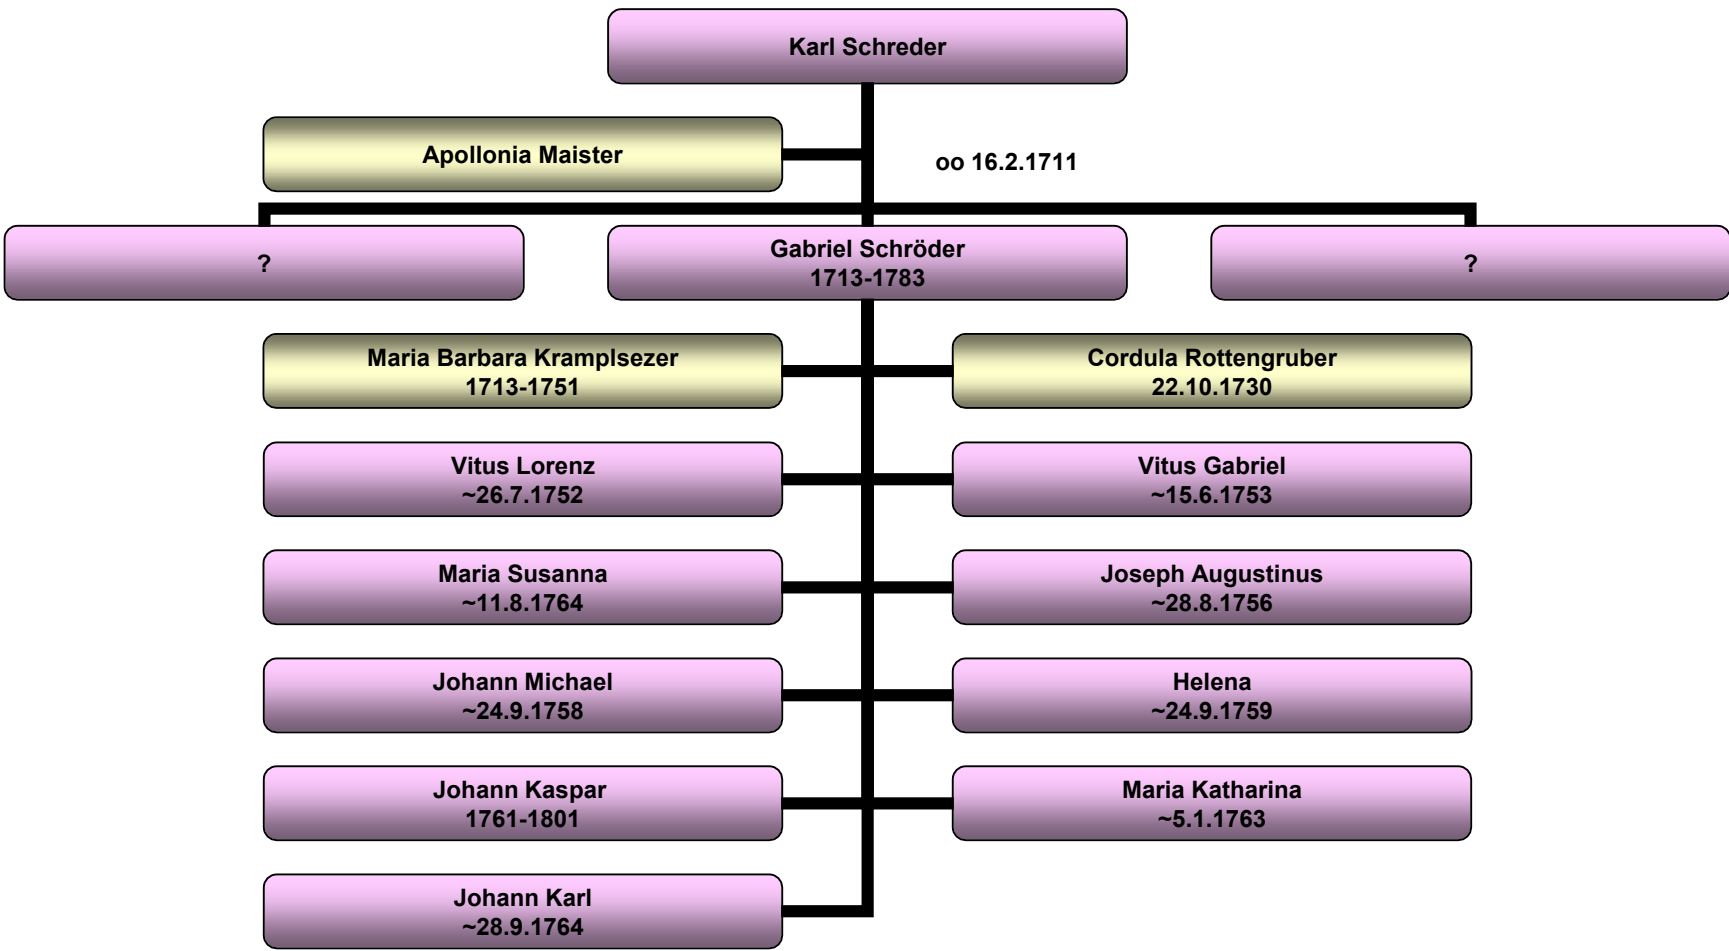 Karl Schreder
Apollonia Maister
oo 16.2.1711
?
Gabriel Schröder
1713-1783
?
Maria Barbara Kramplsezer
1713-1751
Cordula Rottengruber
22.10.1730
Vitus Lorenz
~26.7.1752
Vitus Gabriel
~15.6.1753
Maria Susanna
~11.8.1764
Joseph Augustinus
~28.8.1756
Johann Michael
~24.9.1758
Helena
~24.9.1759
Johann Kaspar
1761-1801
Maria Katharina
~5.1.1763
Johann Karl
~28.9.1764